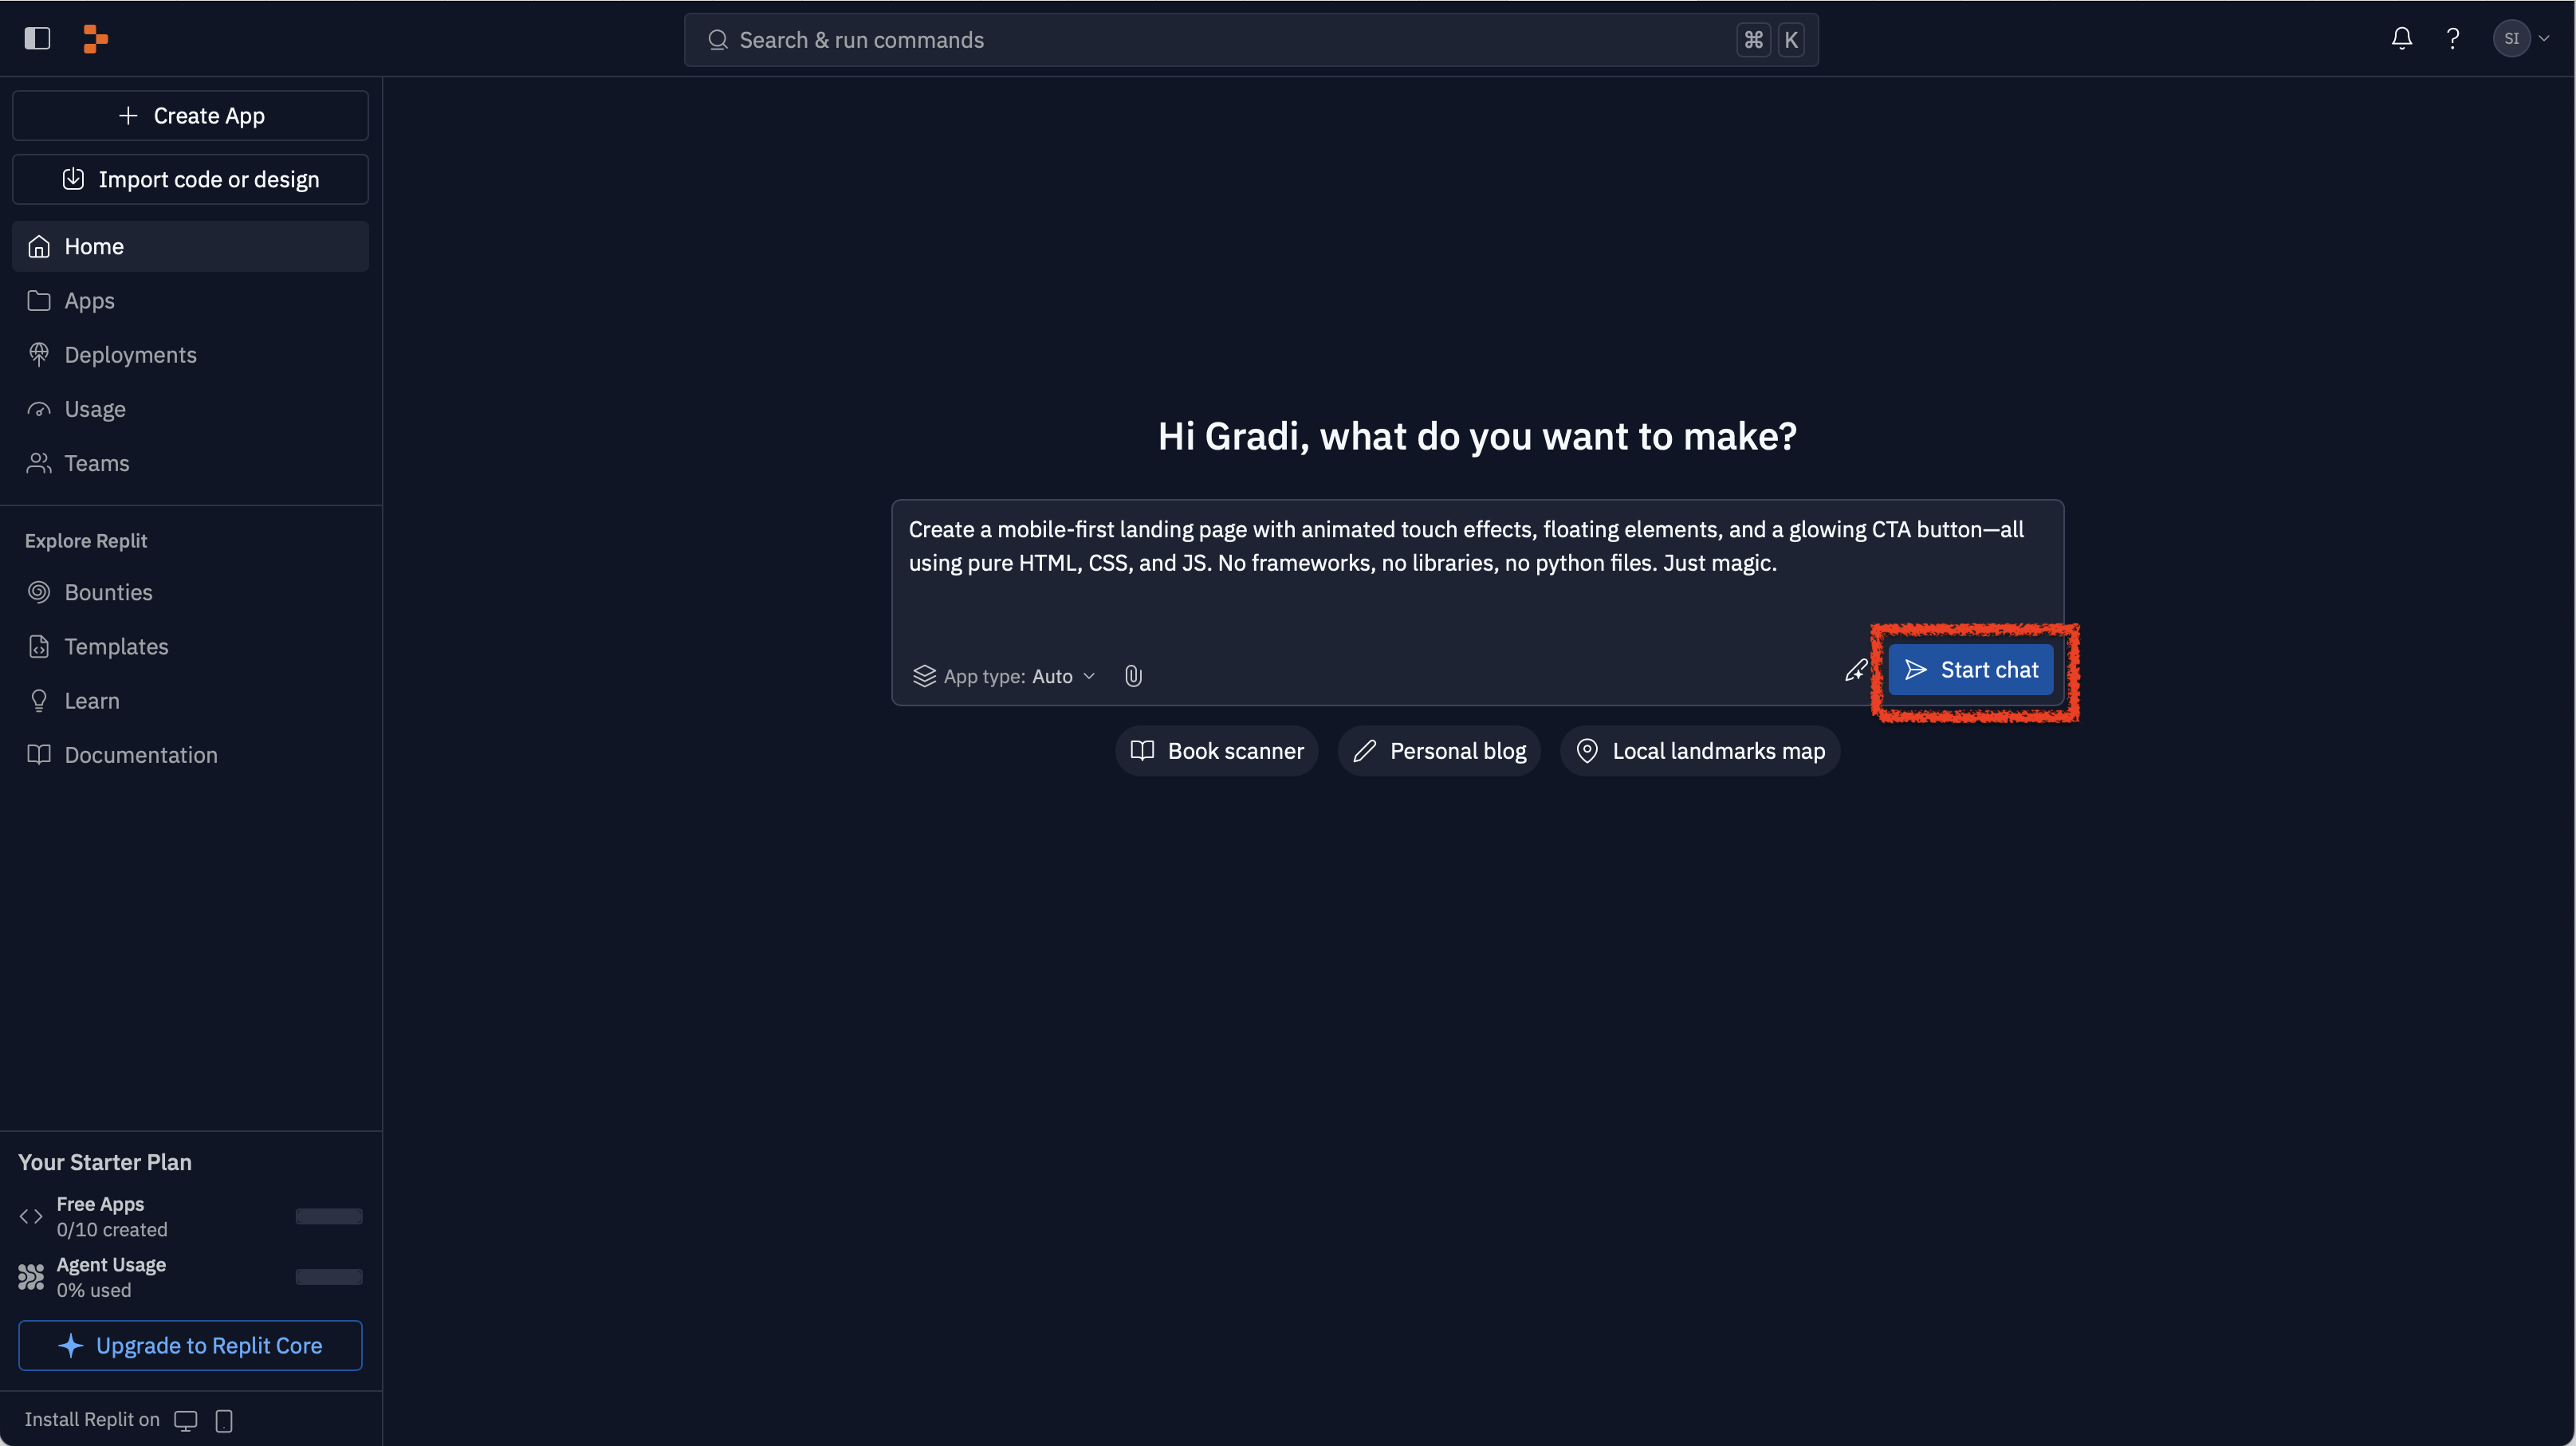 Search & run commands
⌘ K
SI
Create App
Import code or design
Home
Apps
Deployments
Usage
Teams
Explore Replit
Bounties
Templates
Learn
Documentation
Hi Gradi, what do you want to make?
Create a mobile-first landing page with animated touch effects, floating elements, and a glowing CTA button—all
using pure HTML, CSS, and JS. No frameworks, no libraries, no python files. Just magic.
App type: Auto
Start chat
Book scanner
Personal blog
Local landmarks map
Your Starter Plan
Free Apps
0/10 created
Agent Usage
0% used
Upgrade to Replit Core
Install Replit on